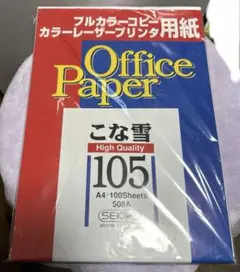 フルカラーコピー
カラーレーザープリンタ用紙
Office
Paper
こな雪
High Quality
105
A4・100Sheets
508A